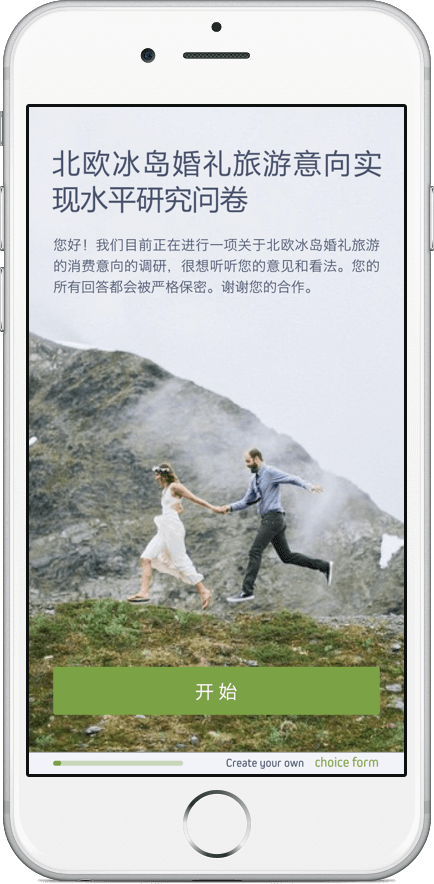 北欧冰岛婚礼旅游意向实
现水平研究问卷
您好！我们目前正在进行一项关于北欧冰岛婚礼旅游
的消费意向的调研，很想听听您的意见和看法。您的
所有回答都会被严格保密。谢谢您的合作。
开始
Create your own choice form